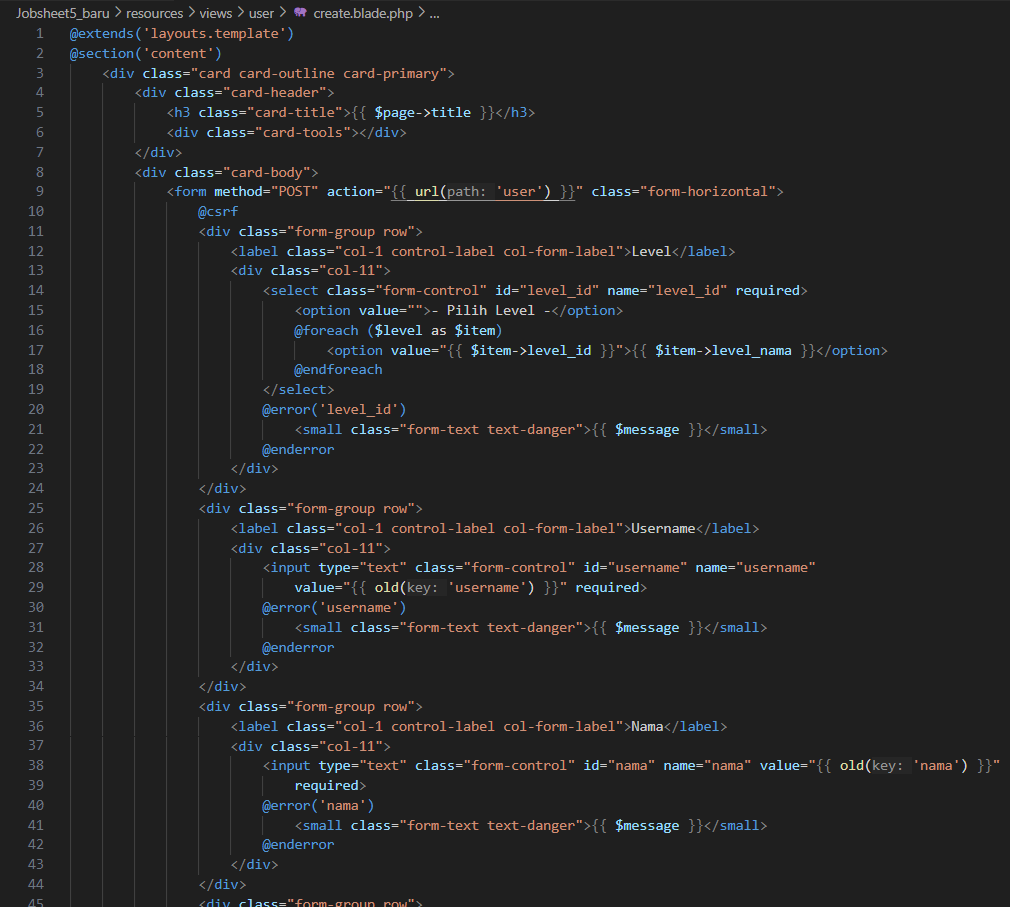 Jobsheet5_baru > resources > views > user > create.blade.php > ...
1 @extends('layouts.template')
2 @section('content')
3 <div class="card card-outline card-primary">
4 <div class="card-header">
5 <h3 class="card-title">{{ $page->title }}</h3>
6 <div class="card-tools"></div>
7 </div>
8 <div class="card-body">
9 <form method="POST" action="{{ url(path: 'user') }}" class="form-horizontal">
10 @csrf
11 <div class="form-group row">
12 <label class="col-1 control-label col-form-label">Level</label>
13 <div class="col-11">
14 <select class="form-control" id="level_id" name="level_id" required>
15 <option value="">- Pilih Level -</option>
16 @foreach ($level as $item)
17 <option value="{{ $item->level_id }}">{{ $item->level_nama }}</option>
18 @endforeach
19 </select>
20 @error('level_id')
21 <small class="form-text text-danger">{{ $message }}</small>
22 @enderror
23 </div>
24 </div>
25 <div class="form-group row">
26 <label class="col-1 control-label col-form-label">Username</label>
27 <div class="col-11">
28 <input type="text" class="form-control" id="username" name="username"
29 value="{{ old(key: 'username') }}" required>
30 @error('username')
31 <small class="form-text text-danger">{{ $message }}</small>
32 @enderror
33 </div>
34 </div>
35 <div class="form-group row">
36 <label class="col-1 control-label col-form-label">Nama</label>
37 <div class="col-11">
38 <input type="text" class="form-control" id="nama" name="nama" value="{{ old(key: 'nama') }}"
39 required>
40 @error('nama')
41 <small class="form-text text-danger">{{ $message }}</small>
42 @enderror
43 </div>
44 </div>
45 <div class="form-group row">